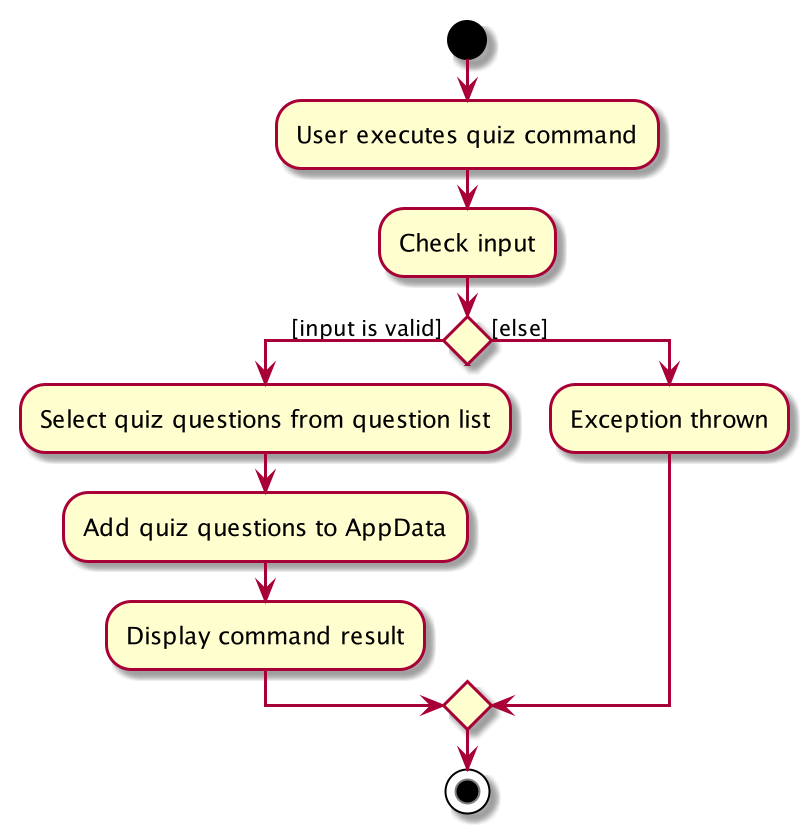 User executes quiz command
Check input
[input is valid]
[else]
Select quiz questions from question list
Exception thrown
Add quiz questions to AppData
Display command result